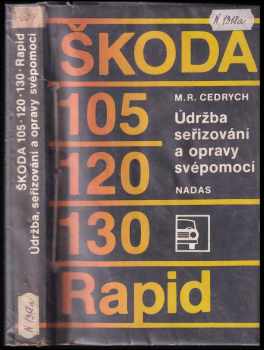 ŠKODA 105·120·130·Rapid
Údržba, seřizování a opravy svépomocí
ŠKODA
105
120
130
Rapid
M. R. CEDRYCH
Údržba
seřizování
a opravy
svépomocí
NADAS